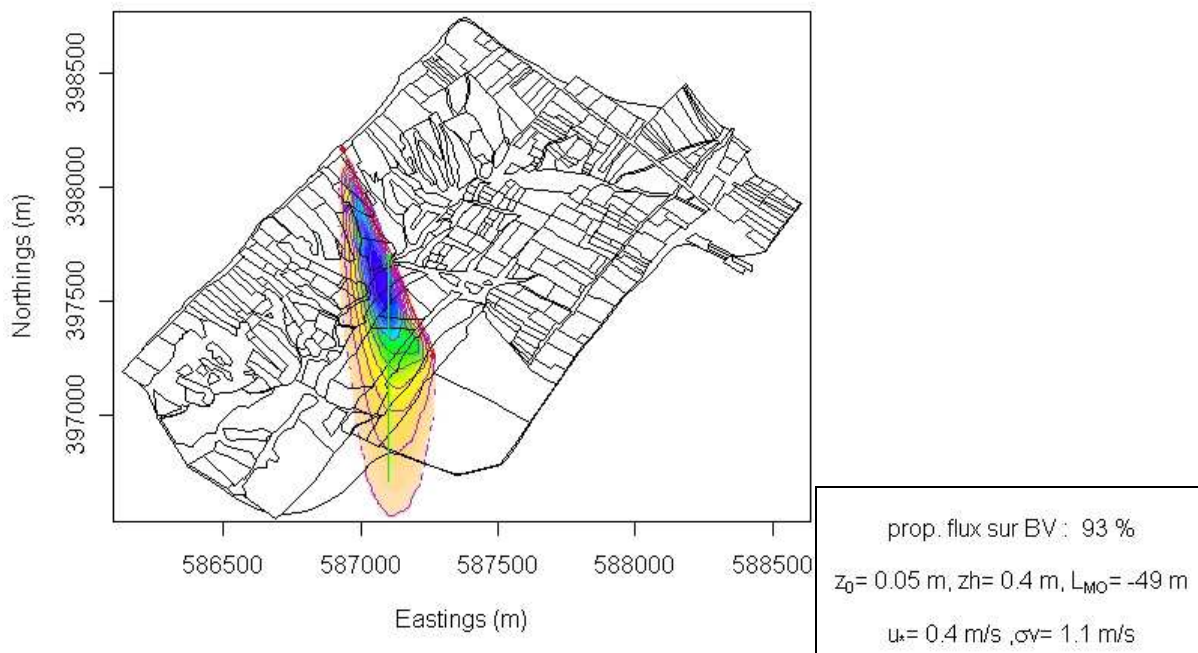 398500
398000
397500
397000
Northings (m)
586500 587000 587500 588000 588500
Eastings (m)
prop. flux sur BV : 93 %
z₀= 0.05 m, zh= 0.4 m, L_MO= -49 m
u*= 0.4 m/s ,σv= 1.1 m/s